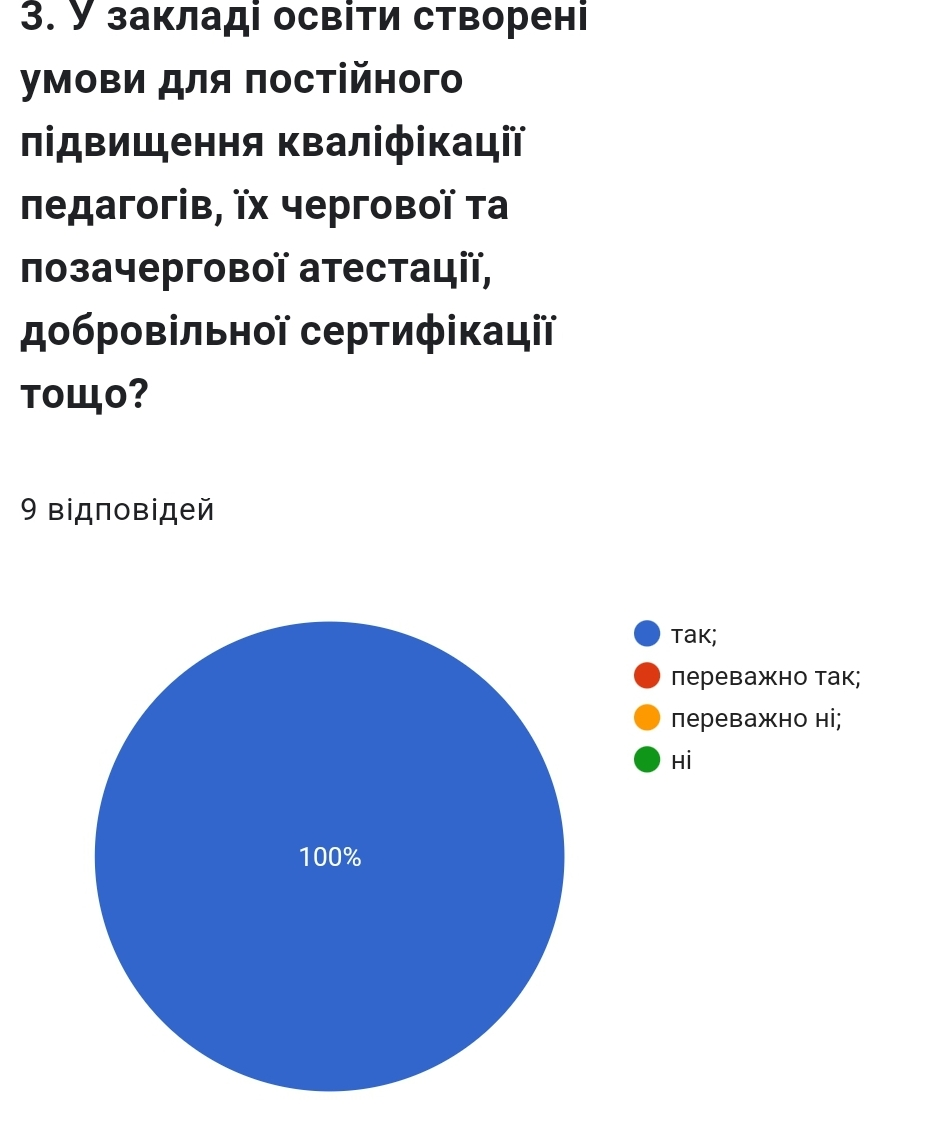 3. У закладі освіти створені
умови для постійного
підвищення кваліфікації
педагогів, їх чергової та
позачергової атестації,
добровільної сертифікації
тощо?
9 відповідей
так;
переважно так;
переважно ні;
ні
100%